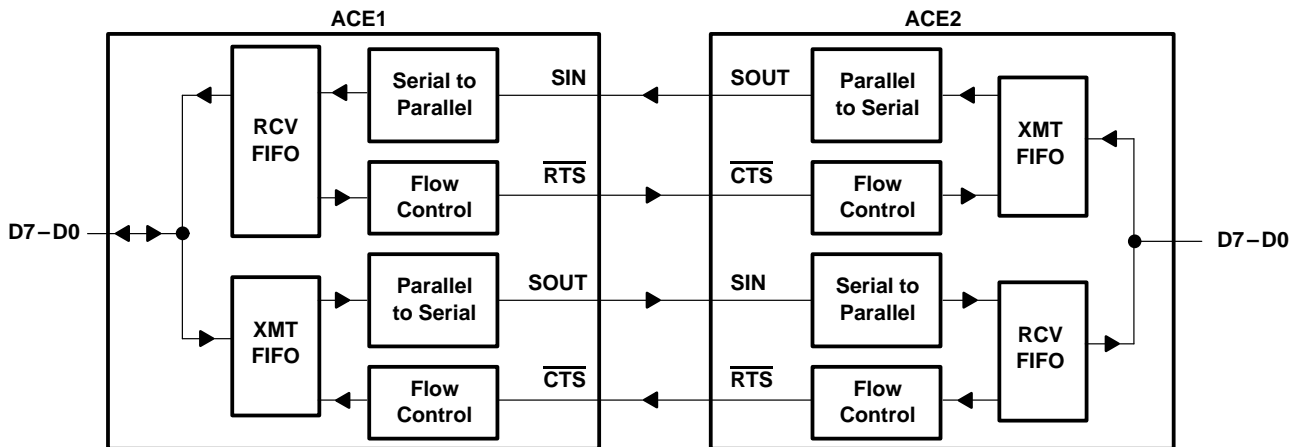 ACE1
ACE2
RCV
FIFO
Serial to
Parallel
SIN
SOUT
Parallel
to Serial
XMT
FIFO
Flow
Control
RTS
CTS
Flow
Control
D7–D0
D7–D0
XMT
FIFO
Parallel
to Serial
SOUT
SIN
Serial to
Parallel
RCV
FIFO
Flow
Control
CTS
RTS
Flow
Control